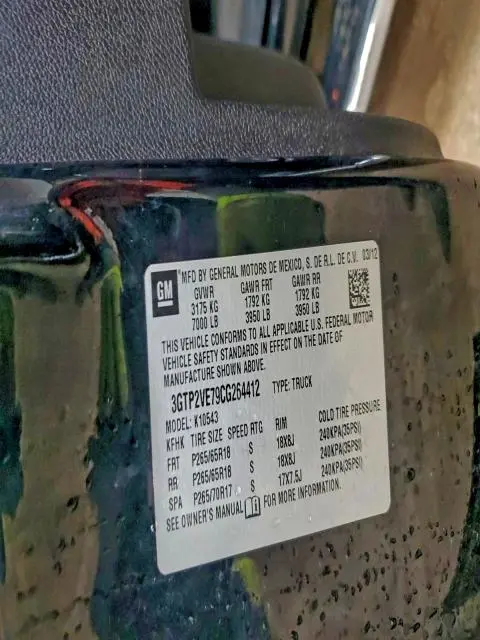 GM
MFD BY GENERAL MOTORS DE MEXICO, S. DE R.L. DE C.V. 03/12
GVWR GAWR FRT GAWR RR
3175 KG 1792 KG 1792 KG
7000 LB 3950 LB 3950 LB
THIS VEHICLE CONFORMS TO ALL APPLICABLE U.S. FEDERAL MOTOR
VEHICLE SAFETY STANDARDS IN EFFECT ON THE DATE OF
MANUFACTURE SHOWN ABOVE.
3GTP2VE79CG264412 TYPE: TRUCK
MODEL: K10543
KFHK TIRE SIZE SPEED RTG RIM COLD TIRE PRESSURE
FRT P265/65R18 S 18X8J 240KPA(35PSI)
RR P265/65R18 S 18X8J 240KPA(35PSI)
SPA P265/70R17 S 17X7.5J 240KPA(35PSI)
SEE OWNER'S MANUAL FOR MORE INFORMATION.